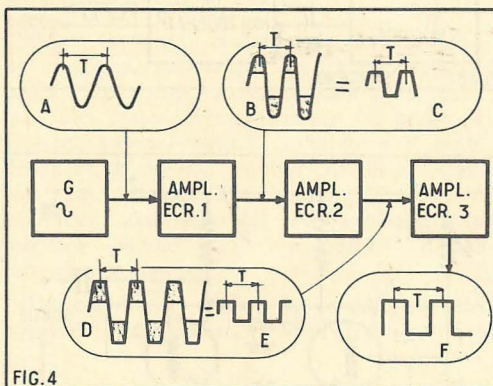 T
A
T
B
=
T
C
G
AMPL.
ECR.1
AMPL.
ECR.2
AMPL.
ECR. 3
T
D
=
T
E
T
F
FIG.4